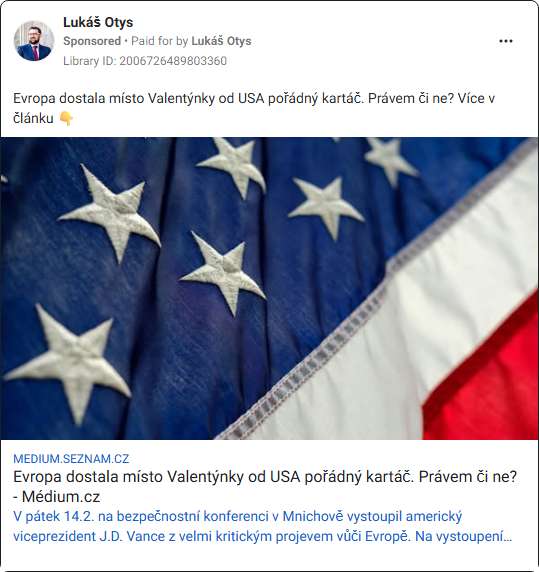 Lukáš Otys
Sponsored • Paid for by Lukáš Otys
Library ID: 2006726489803360
Evropa dostala místo Valentýnky od USA pořádný kartáč. Právem či ne? Více v
článku 👇
MEDIUM.SEZNAM.CZ
Evropa dostala místo Valentýnky od USA pořádný kartáč. Právem či ne?
- Médium.cz
V pátek 14.2. na bezpečnostní konferenci v Mnichově vystoupil americký
viceprezident J.D. Vance z velmi kritickým projevem vůči Evropě. Na vystoupení...